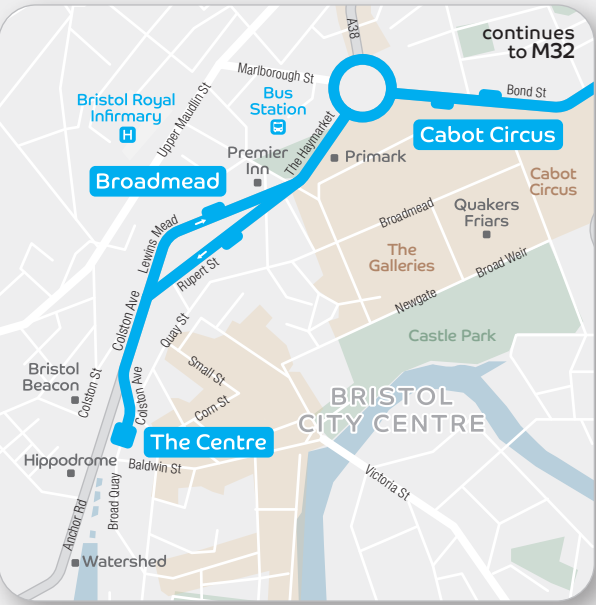 A38
continues
to M32
Marlborough St
Bond St
Bristol Royal
Infirmary
H
Bus
Station
Upper Maudlin St
The Haymarket
Cabot Circus
Premier
Inn
Primark
Broadmead
Cabot
Circus
Broadmead
Quakers
Friars
Lewins Mead
The
Galleries
Broad Weir
Rupert St
Newgate
Colston Ave
Quay St
Castle Park
Small St
Bristol
Beacon
Colston St
Colston Ave
Corn St
BRISTOL
CITY CENTRE
The Centre
Hippodrome
Baldwin St
Victoria St
Broad Quay
Anchor Rd
Watershed